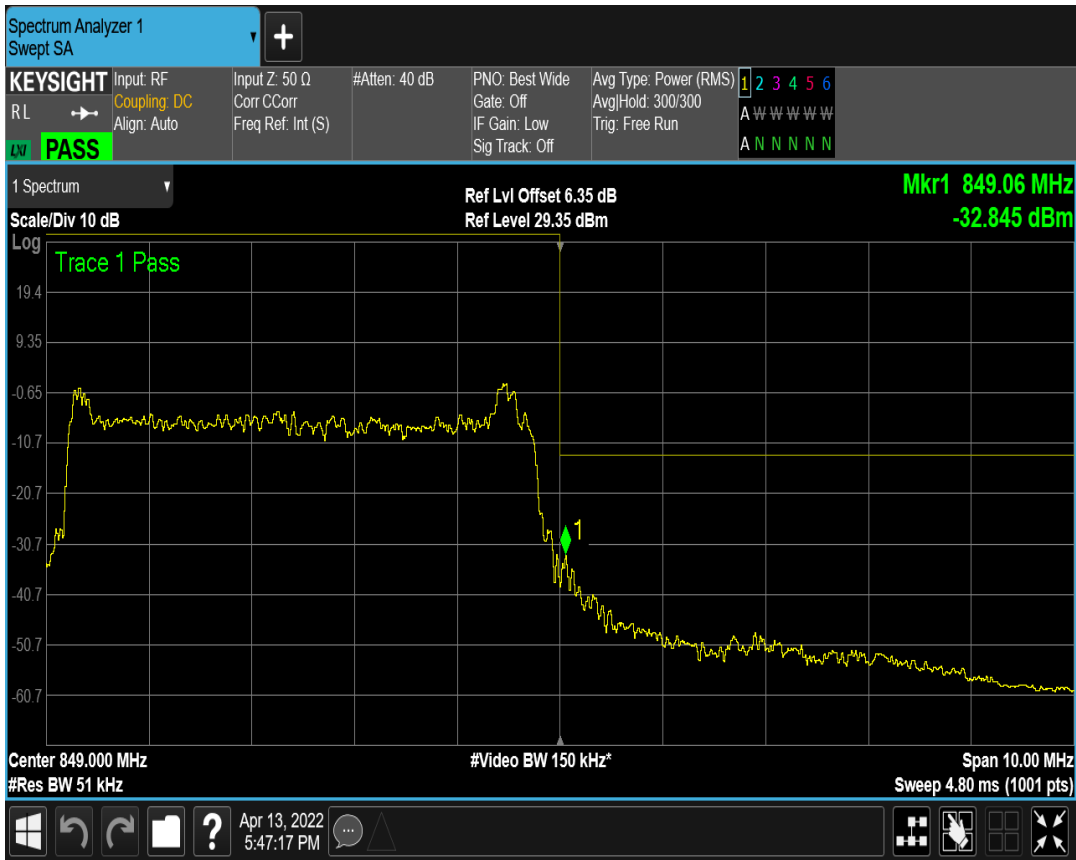 Spectrum Analyzer 1
Swept SA
KEYSIGHT
Input: RF
Input Z: 50 Ω
#Atten: 40 dB
PNO: Best Wide
Avg Type: Power (RMS)
1 2 3 4 5 6
R L
Coupling: DC
Corr CCorr
Gate: Off
Avg|Hold: 300/300
A W W W W W
Align: Auto
Freq Ref: Int (S)
IF Gain: Low
Trig: Free Run
LXI
PASS
Sig Track: Off
A N N N N N
1 Spectrum
Ref Lvl Offset 6.35 dB
Mkr1 849.06 MHz
Scale/Div 10 dB
Ref Level 29.35 dBm
-32.845 dBm
Log
Trace 1 Pass
19.4
9.35
-0.65
-10.7
-20.7
-30.7
1
-40.7
-50.7
-60.7
Center 849.000 MHz
#Video BW 150 kHz*
Span 10.00 MHz
#Res BW 51 kHz
Sweep 4.80 ms (1001 pts)
?
Apr 13, 2022
5:47:17 PM